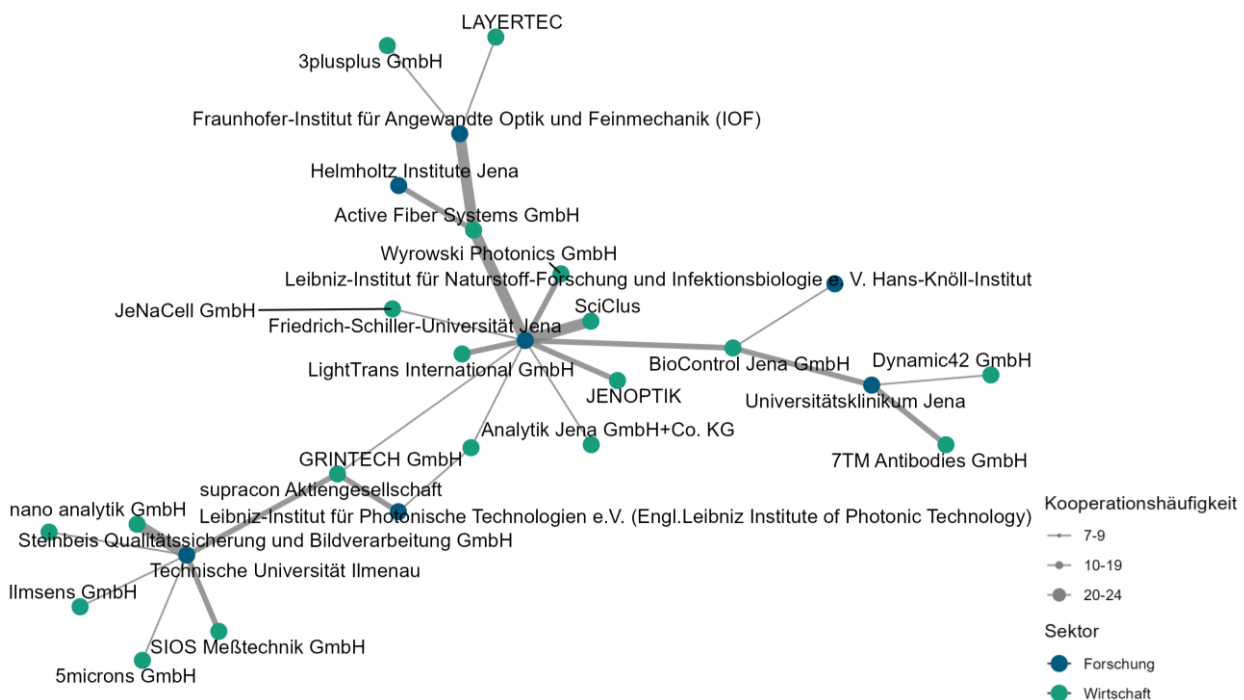 LAYERTEC
3plusplus GmbH
Fraunhofer-Institut für Angewandte Optik und Feinmechanik (IOF)
Helmholtz Institute Jena
Active Fiber Systems GmbH
Wyrowski Photonics GmbH
Leibniz-Institut für Naturstoff-Forschung und Infektionsbiologie e. V. Hans-Knöll-Institut
JeNaCell GmbH
SciClus
Friedrich-Schiller-Universität Jena
LightTrans International GmbH
BioControl Jena GmbH
Dynamic42 GmbH
JENOPTIK
Universitätsklinikum Jena
Analytik Jena GmbH+Co. KG
GRINTECH GmbH
7TM Antibodies GmbH
supracon Aktiengesellschaft
nano analytik GmbH
Leibniz-Institut für Photonische Technologien e.V. (Engl.Leibniz Institute of Photonic Technology)
Steinbeis Qualitätssicherung und Bildverarbeitung GmbH
Technische Universität Ilmenau
Ilmsens GmbH
SIOS Meßtechnik GmbH
5microns GmbH
Kooperationshäufigkeit
7-9
10-19
20-24
Sektor
Forschung
Wirtschaft